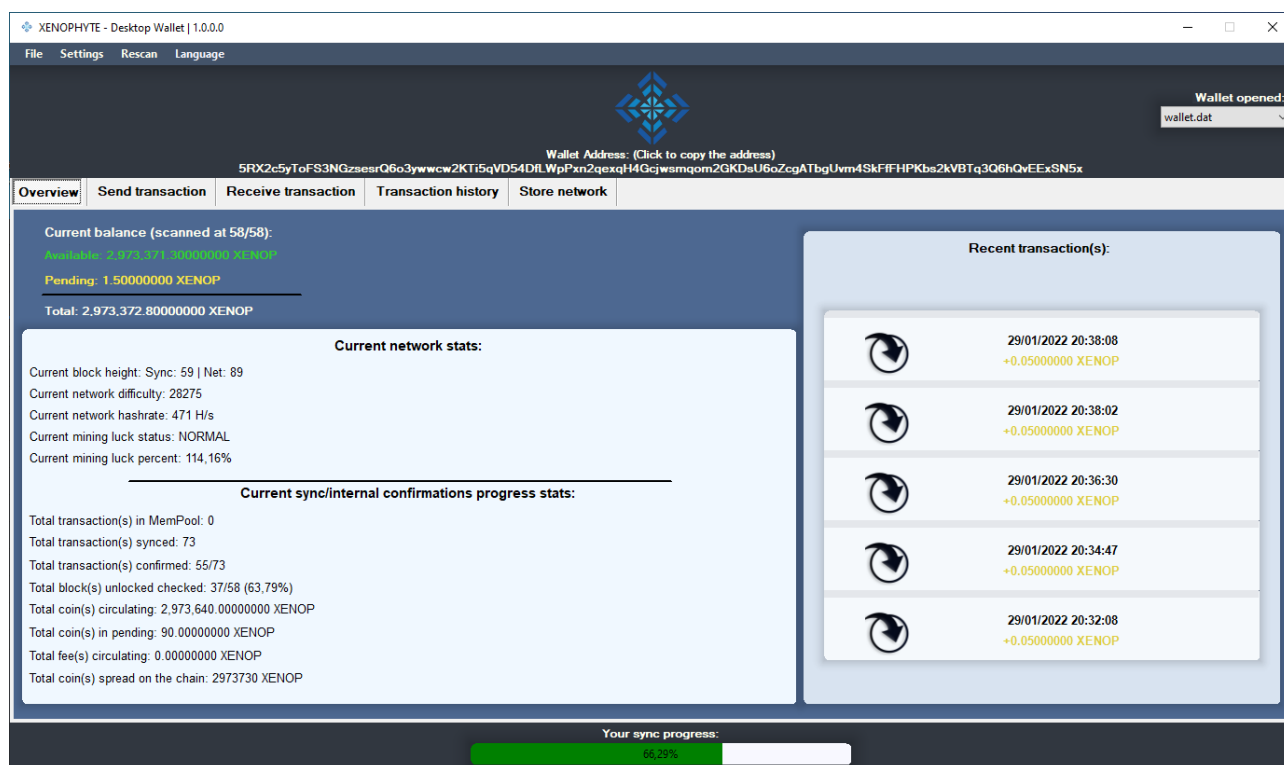 XENOPHYTE - Desktop Wallet | 1.0.0.0
File Settings Rescan Language
Wallet opened:
wallet.dat
Wallet Address: (Click to copy the address)
5RX2c5yToFS3NGzsesrQ6o3ywwcw2KTi5qVD54DfLWpPxn2qexqH4Gcjwsmqom2GKDsU6oZcgATbgUvm4SkFfFHPKbs2kVBTq3Q6hQvEExSN5x
Overview Send transaction Receive transaction Transaction history Store network
Current balance (scanned at 58/58):
Available: 2,973,371.30000000 XENOP
Pending: 1.50000000 XENOP
Total: 2,973,372.80000000 XENOP
Current network stats:
Current block height: Sync: 59 | Net: 89
Current network difficulty: 28275
Current network hashrate: 471 H/s
Current mining luck status: NORMAL
Current mining luck percent: 114,16%
Current sync/internal confirmations progress stats:
Total transaction(s) in MemPool: 0
Total transaction(s) synced: 73
Total transaction(s) confirmed: 55/73
Total block(s) unlocked checked: 37/58 (63,79%)
Total coin(s) circulating: 2,973,640.00000000 XENOP
Total coin(s) in pending: 90.00000000 XENOP
Total fee(s) circulating: 0.00000000 XENOP
Total coin(s) spread on the chain: 2973730 XENOP
Recent transaction(s):
29/01/2022 20:38:08
+0.05000000 XENOP
29/01/2022 20:38:02
+0.05000000 XENOP
29/01/2022 20:36:30
+0.05000000 XENOP
29/01/2022 20:34:47
+0.05000000 XENOP
29/01/2022 20:32:08
+0.05000000 XENOP
Your sync progress:
66,29%